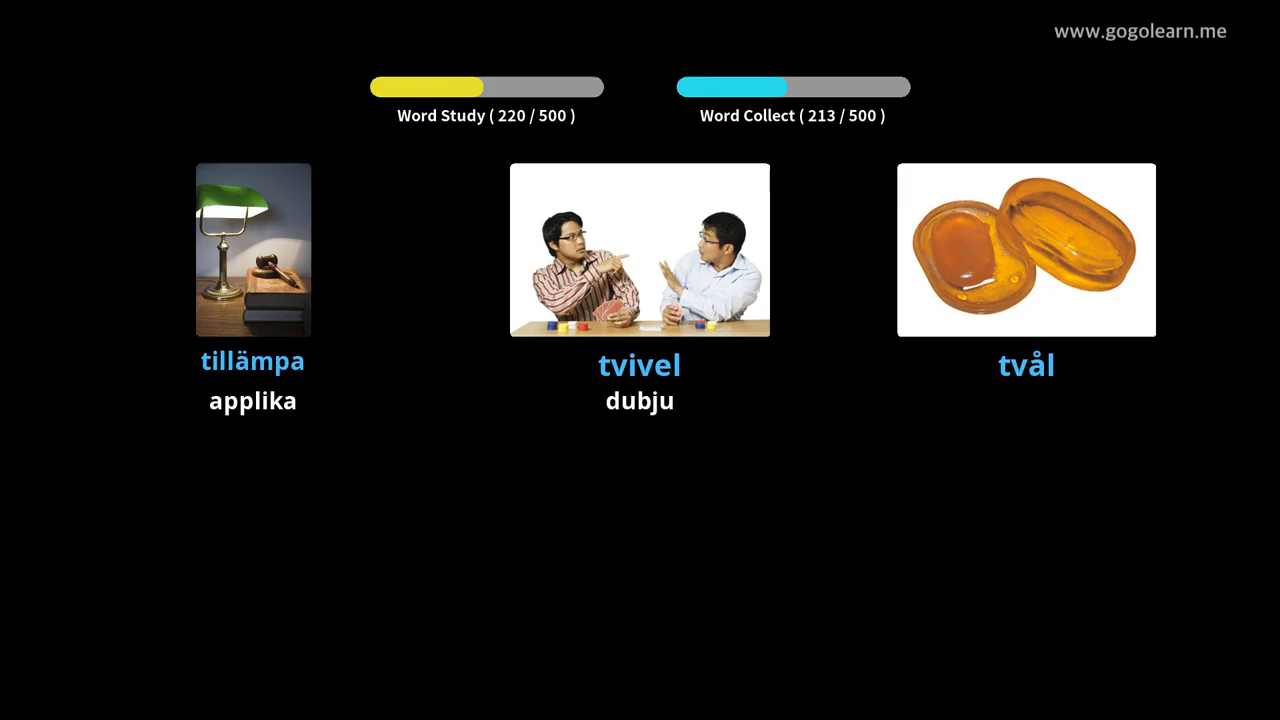 www.gogolearn.me
Word Study ( 220 / 500 )
Word Collect ( 213 / 500 )
tillämpa
applika
tvivel
dubju
tvål